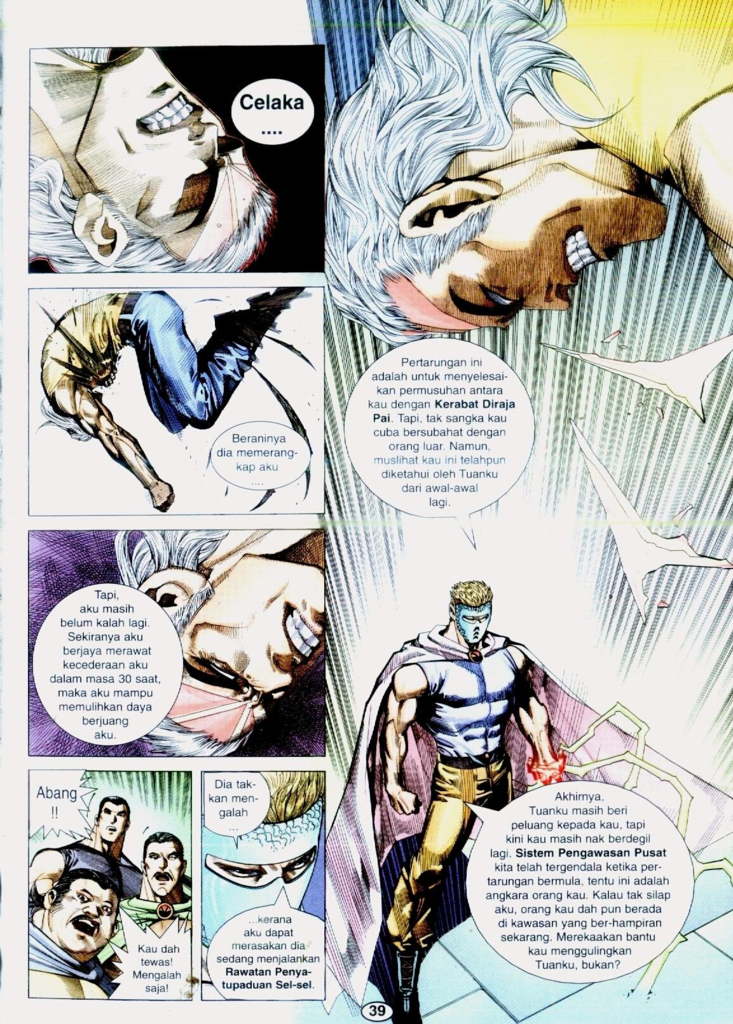 Celaka
....
Beraninya
dia memerang-
kap aku
....
Tapi,
aku masih
belum kalah lagi.
Sekiranya aku
berjaya merawat
kecederaan aku
dalam masa 30 saat,
maka aku mampu
memulihkan daya
berjuang
aku.
Pertarungan ini
adalah untuk menyelesai-
kan permusuhan antara
kau dengan Kerabat Diraja
Pai. Tapi, tak sangka kau
cuba bersubahat dengan
orang luar. Namun,
muslihat kau ini telahpun
diketahui oleh Tuanku
dari awal-awal
lagi.
Abang
!!
Kau dah
tewas!
Mengalah
saja!
Dia tak-
kan men-
galah
...
...kerana
aku dapat
merasakan dia
sedang menjalankan
Rawatan Penya-
tupaduan Sel-sel.
Akhirnya,
Tuanku masih beri
peluang kepada kau, tapi
kini kau masih nak berdegil
lagi. Sistem Pengawasan Pusat
kita telah tergendala ketika per-
tarungan bermula, tentu ini adalah
angkara orang kau. Kalau tak silap
aku, orang kau dah pun berada
di kawasan yang ber-hampiran
sekarang. Merekaakan bantu
kau menggulingkan
Tuanku, bukan?
39